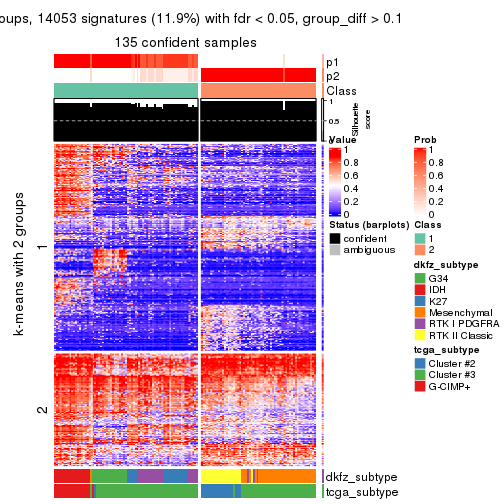 oups, 14053 signatures (11.9%) with fdr < 0.05, group_diff > 0.1
135 confident samples
p1
p2
Class
1
0.5
0
Silhouette
score
k-means with 2 groups
1
2
Value
1
0.8
0.6
0.4
0.2
0
Prob
1
0.8
0.6
0.4
0.2
0
Status (barplots)
confident
ambiguous
Class
1
2
dkfz_subtype
G34
IDH
K27
Mesenchymal
RTK I PDGFRA
RTK II Classic
tcga_subtype
Cluster #2
Cluster #3
G-CIMP+
dkfz_subtype
tcga_subtype